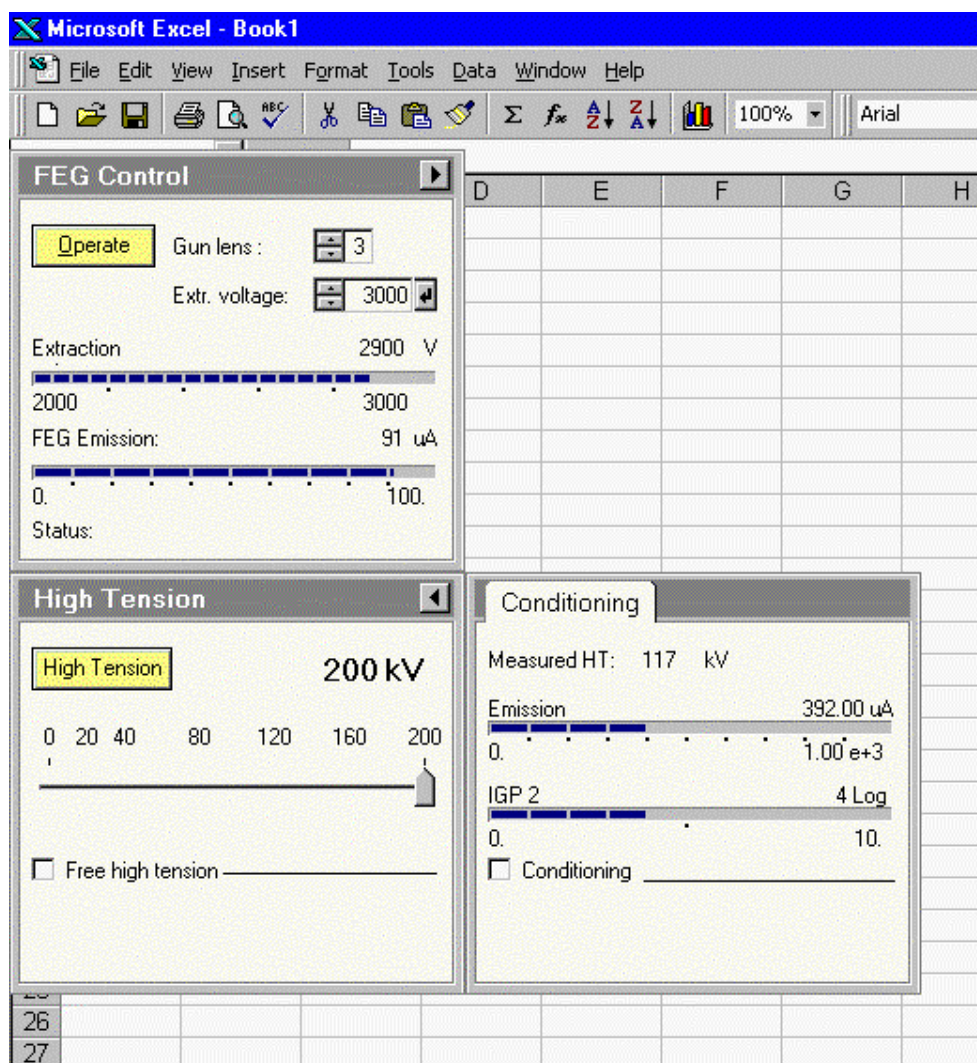 Microsoft Excel - Book1
File Edit View Insert Format Tools Data Window Help
ABC Σ fx A Z Z A 100% Arial
FEG Control
D E F G H
Operate Gun lens : 3
Extr. voltage: 3000
Extraction 2900 V
2000 3000
FEG Emission: 91 uA
0. 100.
Status:
High Tension
High Tension 200 kV
0 20 40 80 120 160 200
Free high tension
Conditioning
Measured HT: 117 kV
Emission 392.00 uA
0. 1.00 e+3
IGP 2 4 Log
0. 10.
Conditioning
26
27